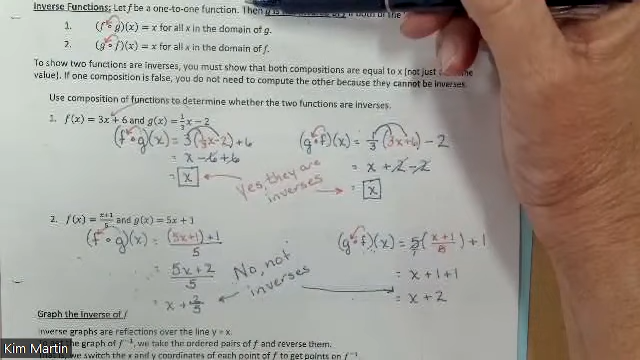 Inverse Functions: Let f be a one-to-one function. Then g is the inverse of f if both of the
1. (f ∘ g)(x) = x for all x in the domain of g.
2. (g ∘ f)(x) = x for all x in the domain of f.
To show two functions are inverses, you must show that both compositions are equal to x (not just
value). If one composition is false, you do not need to compute the other because they cannot be inverses.
Use composition of functions to determine whether the two functions are inverses.
1. f(x) = 3x + 6 and g(x) = 1/3 x − 2
(f ∘ g)(x) = 3(1/3 x − 2) + 6
= x − 6 + 6
= x
(g ∘ f)(x) = 1/3 (3x + 6) − 2
= x + 2 − 2
= x
Yes, they are
inverses
2. f(x) = (x+1)/5 and g(x) = 5x + 1
(f ∘ g)(x) = ((5x+1)+1)/5
= (5x+2)/5
= x + 2/5
No, not
inverses
(g ∘ f)(x) = 5((x+1)/5) + 1
= x + 1 + 1
= x + 2
Graph the Inverse of f
Inverse graphs are reflections over the line y = x.
graph of f⁻¹, we take the ordered pairs of f and reverse them.
we switch the x and y coordinates of each point of f to get points on f⁻¹.
Kim Martin